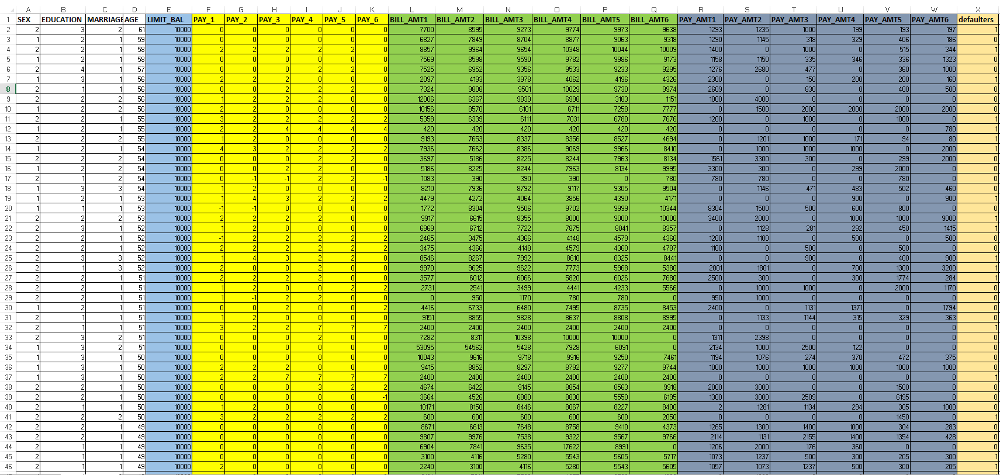 A B C D E F G H I J K L M N O P Q R S T U V W X
1 SEX EDUCATION MARRIAGE AGE LIMIT_BAL PAY_1 PAY_2 PAY_3 PAY_4 PAY_5 PAY_6 BILL_AMT1 BILL_AMT2 BILL_AMT3 BILL_AMT4 BILL_AMT5 BILL_AMT6 PAY_AMT1 PAY_AMT2 PAY_AMT3 PAY_AMT4 PAY_AMT5 PAY_AMT6 defaulters
2 2 3 2 61 10000 0 0 0 0 0 0 7700 8595 9273 9774 9973 9638 1293 1235 1000 199 193 197 1
3 1 2 1 59 10000 0 0 0 0 0 0 6827 7849 8704 8877 9063 9318 1290 1145 318 329 406 186 0
4 2 2 1 58 10000 2 2 2 2 2 0 8857 9964 9654 10348 10044 10009 1400 0 1000 0 515 344 1
5 1 2 1 58 10000 0 0 0 0 0 0 7569 8598 9590 9782 9986 9173 1158 1150 335 346 336 1323 0
6 2 4 1 57 10000 0 0 0 2 2 0 7525 6952 9356 9533 9233 9295 1276 2680 477 0 360 1000 0
7 1 3 1 56 10000 2 2 2 0 0 0 2097 4193 3978 4062 4196 4326 2300 0 150 200 200 160 1
8 2 1 1 56 10000 0 0 2 2 2 0 7324 9808 9501 10029 9730 9974 2609 0 830 0 400 500 0
9 2 2 2 56 10000 1 2 2 0 0 0 12006 6367 9839 6998 3183 1151 1000 4000 0 0 0 0 0
10 1 2 2 56 10000 2 2 0 0 0 0 10156 8570 6101 6711 7258 7777 0 1500 2000 2000 2000 2000 0
11 2 2 1 55 10000 3 2 2 2 2 2 5358 6339 6111 7031 6780 7676 1200 0 1000 0 1000 0 1
12 1 2 1 55 10000 2 2 4 4 4 4 420 420 420 420 420 420 0 0 0 0 0 780 1
13 2 2 2 55 10000 1 2 0 0 0 0 9193 7653 8337 8356 8527 4694 0 1201 1000 171 94 80 1
14 1 2 1 54 10000 4 3 2 2 2 2 7936 7662 8386 9069 9966 8410 0 1000 1000 1000 0 2000 1
15 2 2 2 54 10000 0 0 0 2 2 0 3697 5186 8225 8244 7963 8134 1561 3300 300 0 299 2000 0
16 1 2 2 54 10000 0 0 2 2 0 0 5186 8225 8244 7963 8134 9995 3300 300 0 299 2000 0 0
17 2 1 2 54 10000 0 -1 -1 2 2 -1 1083 390 390 390 0 780 780 780 0 0 780 0 0
18 1 3 3 54 10000 1 2 0 0 0 0 8210 7936 8792 9117 9305 9504 0 1146 471 483 502 460 0
19 1 2 1 53 10000 1 4 3 2 2 2 4479 4272 4064 3856 4390 4171 0 0 0 900 0 900 1
20 1 1 1 53 10000 -1 -1 0 0 0 0 1772 8304 9506 9702 9999 10344 8304 1500 500 600 800 0 0
21 2 2 2 53 10000 2 2 2 0 0 0 9917 6615 8355 8000 9000 10000 3400 2000 0 1000 1000 9000 1
22 2 3 1 52 10000 1 2 0 0 0 0 6969 6712 7722 7875 8041 8357 0 1128 281 292 450 1415 1
23 2 2 1 52 10000 -1 2 2 2 2 2 2465 3475 4366 4148 4579 4360 1200 1100 0 500 0 500 0
24 2 2 1 52 10000 2 2 2 2 2 2 3475 4366 4148 4579 4360 4787 1100 0 500 0 500 0 0
25 2 3 3 52 10000 1 4 3 2 2 0 8546 8267 7992 8610 8325 8441 0 0 900 0 400 900 1
26 2 1 3 52 10000 2 0 0 2 0 0 9970 9625 9622 7773 5968 5380 2001 1801 0 700 1300 3200 1
27 2 2 1 51 10000 2 2 2 2 0 0 3577 6012 6066 5820 6026 7680 2500 300 0 300 1774 284 1
28 2 2 1 51 10000 1 2 0 0 2 2 2731 2541 3499 4441 4233 5566 0 1000 1000 0 2000 1170 0
29 2 2 1 51 10000 1 -1 2 2 0 0 0 950 1170 780 780 0 950 1000 0 0 0 0 0
30 1 2 1 51 10000 0 0 2 0 0 2 4416 6733 6480 7495 8735 8453 2400 0 1131 1371 0 1794 0
31 2 1 1 51 10000 1 2 0 0 0 0 9151 8855 9828 8637 8808 8995 0 1133 1144 315 329 363 0
32 2 1 1 51 10000 3 2 2 7 7 7 2400 2400 2400 2400 2400 2400 0 0 0 0 0 0 1
33 2 3 2 51 10000 0 0 0 2 0 0 7282 8311 10398 10000 10000 0 1311 2398 0 0 0 0 0
34 1 3 2 51 10000 0 0 0 0 0 0 53095 54562 5428 7928 6091 0 2134 1000 2500 122 0 0 0
35 1 3 1 50 10000 0 0 0 0 0 0 10043 9616 9718 9916 9250 7461 1194 1076 274 370 472 375 0
36 1 3 1 50 10000 2 2 2 0 0 0 9415 8852 8297 8792 9277 9744 1000 1000 1000 1000 1000 1000 0
37 1 3 1 50 10000 2 2 7 7 7 7 2400 2400 2400 2400 2400 2400 0 0 0 0 0 0 1
38 2 2 1 50 10000 0 0 0 3 2 2 4674 6422 9145 8854 8563 9918 2000 3000 0 0 1500 0 0
39 2 2 1 50 10000 0 0 0 0 0 -1 3664 4526 6880 8830 5550 6195 1300 3000 2509 0 6195 0 0
40 2 1 1 50 10000 1 2 0 0 0 0 10171 8150 8446 8067 8227 8400 2 1281 1134 294 305 1000 0
41 2 2 2 50 10000 3 2 2 2 2 2 600 600 600 600 600 2050 0 0 0 0 1450 0 1
42 2 2 1 49 10000 0 0 0 0 0 0 8671 6613 7648 8758 9410 4373 1265 1300 1400 1000 304 283 0
43 2 2 1 49 10000 0 0 0 0 0 0 9807 9976 7538 9322 9567 9766 2114 1131 2155 1400 1354 428 0
44 2 1 1 49 10000 0 0 0 0 0 0 6904 7841 9635 17622 8991 0 1206 2000 176 360 0 0 0
45 2 1 1 49 10000 0 0 0 0 0 0 3100 4116 5280 5543 5605 5717 1073 1237 500 300 205 300 1
46 2 1 1 49 10000 2 0 0 0 0 0 2240 3100 4116 5280 5543 5605 1057 1073 1237 500 300 205 1